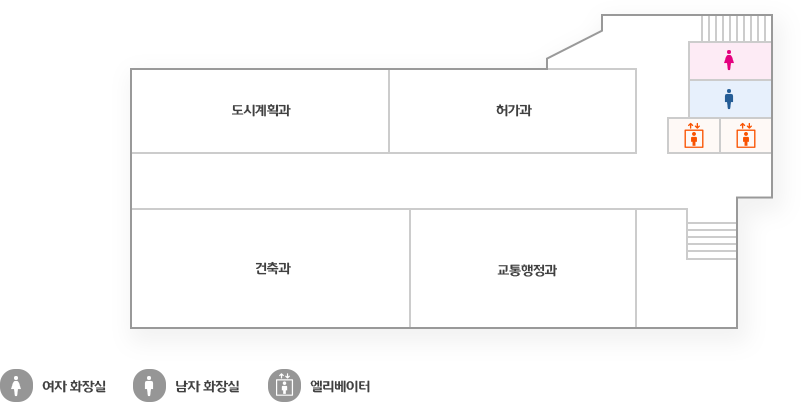 도시계획과
허가과
건축과
교통행정과
여자 화장실
남자 화장실
엘리베이터